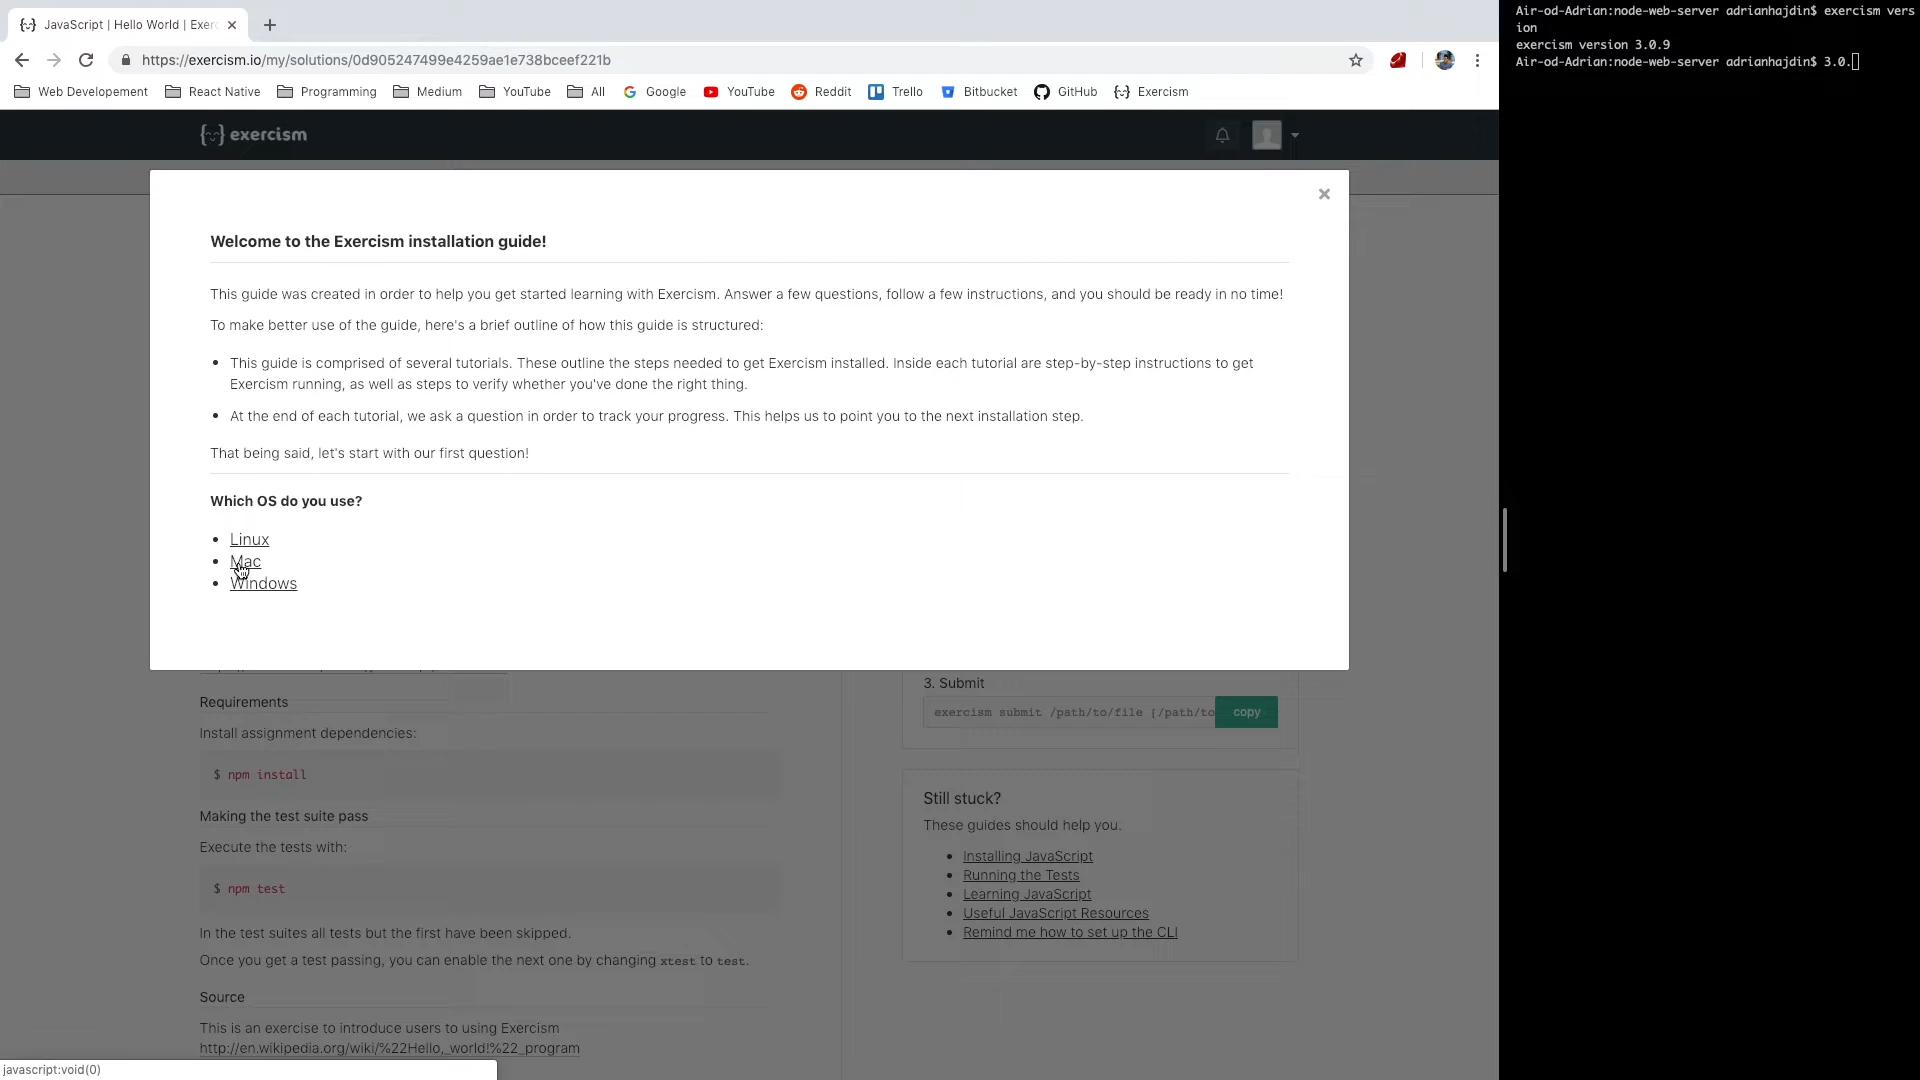 JavaScript | Hello World | Exerc
https://exercism.io/my/solutions/0d905247499e4259ae1e738bceef221b
Web Developement React Native Programming Medium YouTube All Google YouTube Reddit Trello Bitbucket GitHub Exercism
exercism
Welcome to the Exercism installation guide!
This guide was created in order to help you get started learning with Exercism. Answer a few questions, follow a few instructions, and you should be ready in no time!
To make better use of the guide, here's a brief outline of how this guide is structured:
• This guide is comprised of several tutorials. These outline the steps needed to get Exercism installed. Inside each tutorial are step-by-step instructions to get
Exercism running, as well as steps to verify whether you've done the right thing.
• At the end of each tutorial, we ask a question in order to track your progress. This helps us to point you to the next installation step.
That being said, let's start with our first question!
Which OS do you use?
• Linux
• Mac
• Windows
Requirements
Install assignment dependencies:
$ npm install
Making the test suite pass
Execute the tests with:
$ npm test
In the test suites all tests but the first have been skipped.
Once you get a test passing, you can enable the next one by changing xtest to test.
Source
This is an exercise to introduce users to using Exercism
http://en.wikipedia.org/wiki/%22Hello,_world!%22_program
javascript:void(0)
3. Submit
exercism submit /path/to/file [/path/to
copy
Still stuck?
These guides should help you.
• Installing JavaScript
• Running the Tests
• Learning JavaScript
• Useful JavaScript Resources
• Remind me how to set up the CLI
Air-od-Adrian:node-web-server adrianhajdin$ exercism vers
ion
exercism version 3.0.9
Air-od-Adrian:node-web-server adrianhajdin$ 3.0.